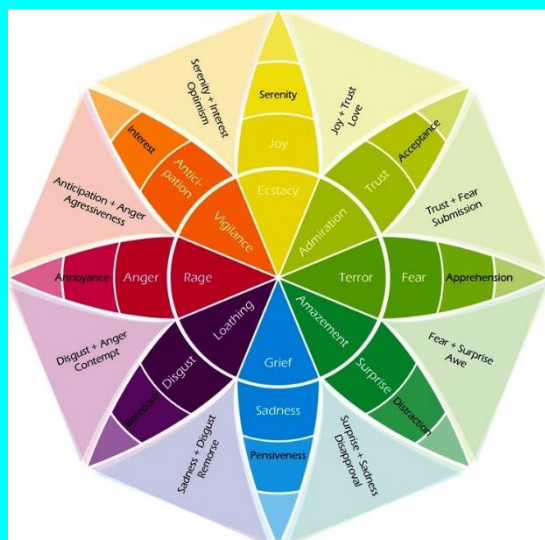 Serenity + Interest
Optimism
Serenity
Joy
Ecstacy
Joy + Trust
Love
Acceptance
Trust
Admiration
Trust + Fear
Submission
Terror
Fear
Apprehension
Fear + Surprise
Awe
Amazement
Surprise
Distraction
Surprise + Sadness
Disapproval
Grief
Sadness
Pensiveness
Sadness + Disgust
Remorse
Loathing
Disgust
Boredom
Disgust + Anger
Contempt
Annoyance
Anger
Rage
Anticipation + Anger
Agressiveness
Interest
Antici-
pation
Vigilance